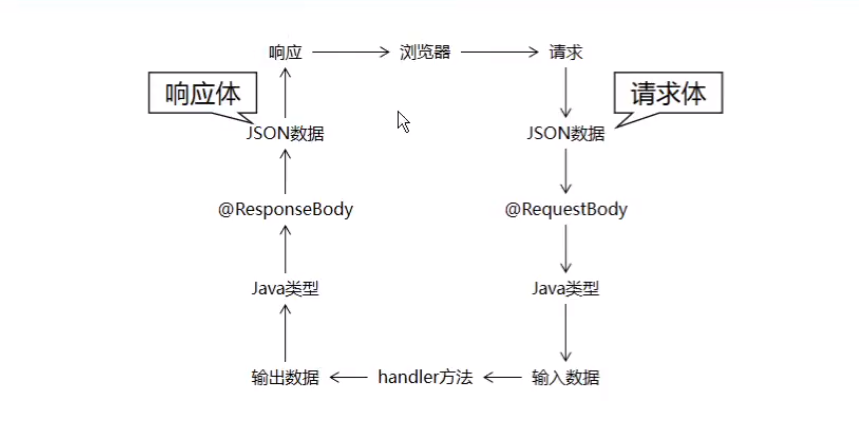 响应
浏览器
请求
响应体
请求体
JSON数据
JSON数据
@ResponseBody
@RequestBody
Java类型
Java类型
输出数据
handler方法
输入数据